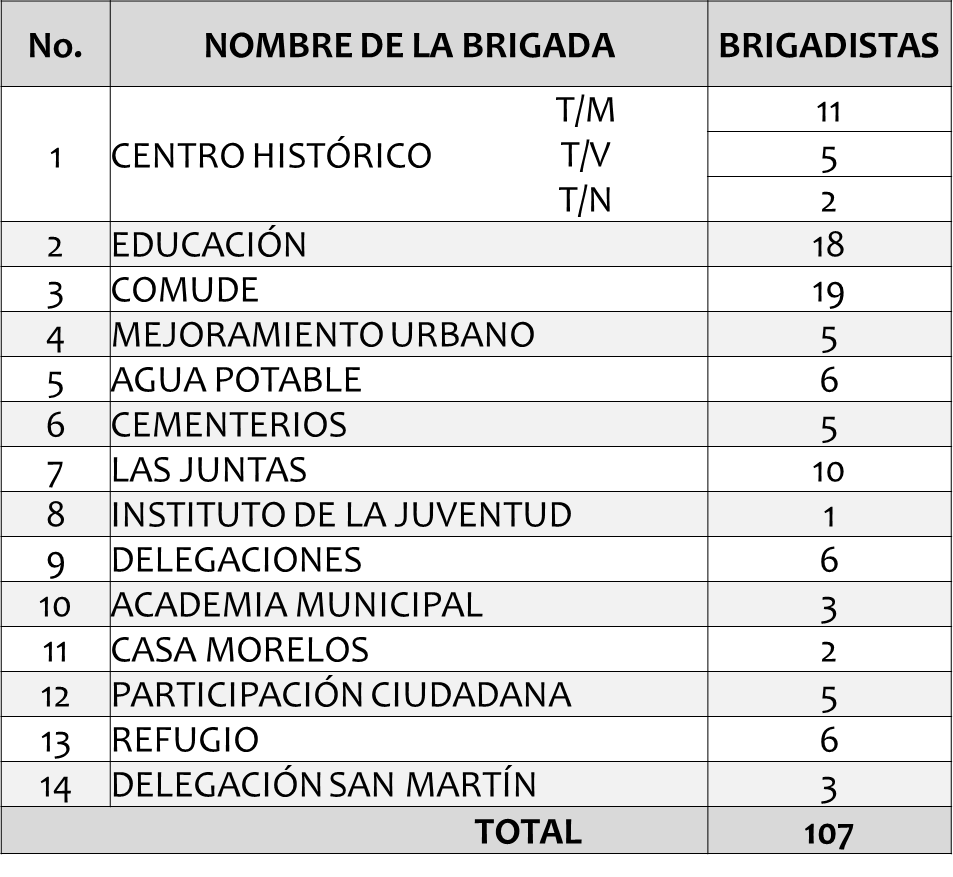 No. NOMBRE DE LA BRIGADA BRIGADISTAS
T/M 11
1 CENTRO HISTÓRICO T/V 5
T/N 2
2 EDUCACIÓN 18
3 COMUDE 19
4 MEJORAMIENTO URBANO 5
5 AGUA POTABLE 6
6 CEMENTERIOS 5
7 LAS JUNTAS 10
8 INSTITUTO DE LA JUVENTUD 1
9 DELEGACIONES 6
10 ACADEMIA MUNICIPAL 3
11 CASA MORELOS 2
12 PARTICIPACIÓN CIUDADANA 5
13 REFUGIO 6
14 DELEGACIÓN SAN MARTÍN 3
TOTAL 107